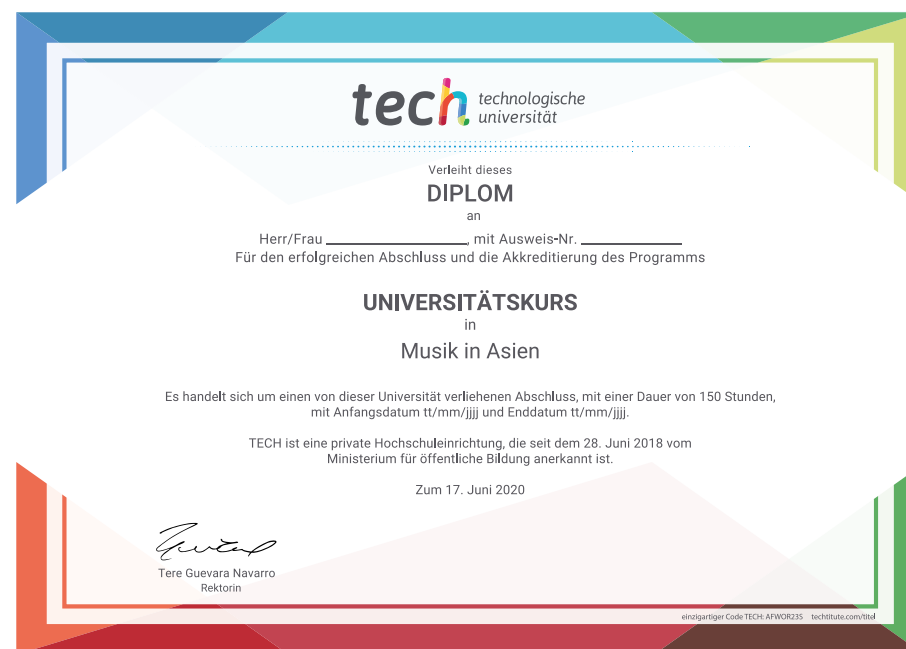 tech technologische
universität
Verleiht dieses
DIPLOM
an
Herr/Frau ____________________, mit Ausweis-Nr. ______________
Für den erfolgreichen Abschluss und die Akkreditierung des Programms
UNIVERSITÄTSKURS
in
Musik in Asien
Es handelt sich um einen von dieser Universität verliehenen Abschluss, mit einer Dauer von 150 Stunden,
mit Anfangsdatum tt/mm/jjjj und Enddatum tt/mm/jjjj.
TECH ist eine private Hochschuleinrichtung, die seit dem 28. Juni 2018 vom
Ministerium für öffentliche Bildung anerkannt ist.
Zum 17. Juni 2020
Tere Guevara Navarro
Rektorin
einzigartiger Code TECH: AFWOR23S techtitute.com/titel